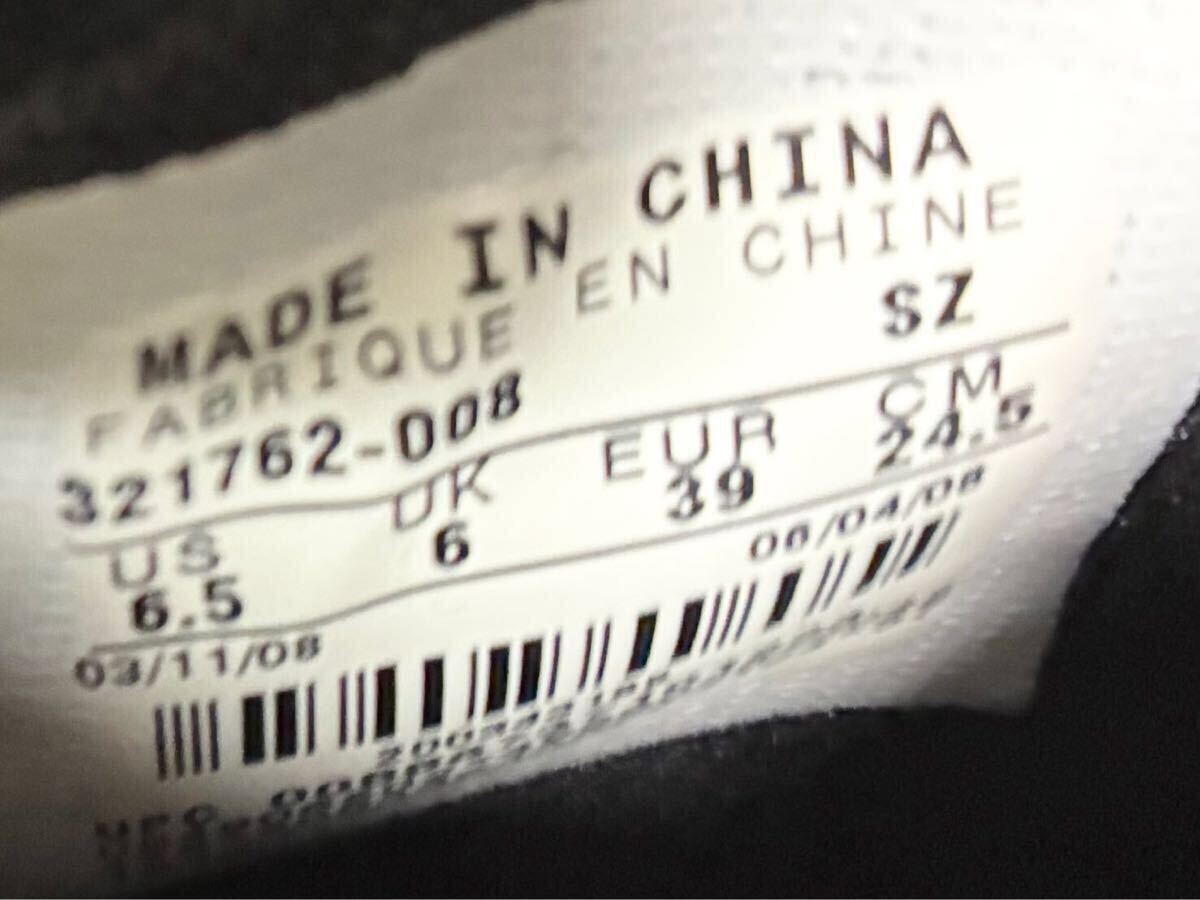 MADE IN CHINA
FABRIQUE EN CHINE
321762-008 SZ
US UK EUR CM
6.5 6 39 24.5
03/11/08 06/04/08